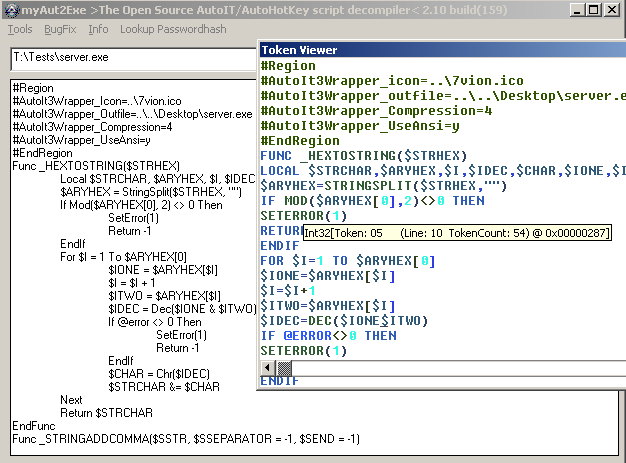 myAut2Exe >The Open Source AutoIT/AutoHotKey script decompiler< 2.10 build(159)
Tools BugFix Info Lookup Passwordhash
T:\Tests\server.exe
#Region
#AutoIt3Wrapper_Icon=..\7vion.ico
#AutoIt3Wrapper_Outfile=..\..\Desktop\server.exe
#AutoIt3Wrapper_Compression=4
#AutoIt3Wrapper_UseAnsi=y
#EndRegion
Func _HEXTOSTRING($STRHEX)
Local $STRCHAR, $ARYHEX, $I, $IDEC
$ARYHEX = StringSplit($STRHEX, "")
If Mod($ARYHEX[0], 2) <> 0 Then
SetError(1)
Return -1
EndIf
For $I = 1 To $ARYHEX[0]
$IONE = $ARYHEX[$I]
$I = $I + 1
$ITWO = $ARYHEX[$I]
$IDEC = Dec($IONE & $ITWO)
If @error <> 0 Then
SetError(1)
Return -1
EndIf
$CHAR = Chr($IDEC)
$STRCHAR &= $CHAR
Next
Return $STRCHAR
EndFunc
Func _STRINGADDCOMMA($SSTR, $SSEPARATOR = -1, $SEND = -1)
Token Viewer
#Region
#AutoIt3Wrapper_icon=..\7vion.ico
#AutoIt3Wrapper_outfile=..\..\Desktop\server.e
#AutoIt3Wrapper_Compression=4
#AutoIt3Wrapper_UseAnsi=y
#EndRegion
FUNC _HEXTOSTRING($STRHEX)
LOCAL $STRCHAR,$ARYHEX,$I,$IDEC,$CHAR,$IONE,$I
$ARYHEX=STRINGSPLIT($STRHEX,"")
IF MOD($ARYHEX[0],2)<>0 THEN
SETERROR(1)
RETURN
Int32[Token: 05 (Line: 10 TokenCount: 54) @ 0x00000287]
ENDIF
FOR $I=1 TO $ARYHEX[0]
$IONE=$ARYHEX[$I]
$I=$I+1
$ITWO=$ARYHEX[$I]
$IDEC=DEC($IONE&$ITWO)
IF @ERROR<>0 THEN
SETERROR(1)
ENDIF